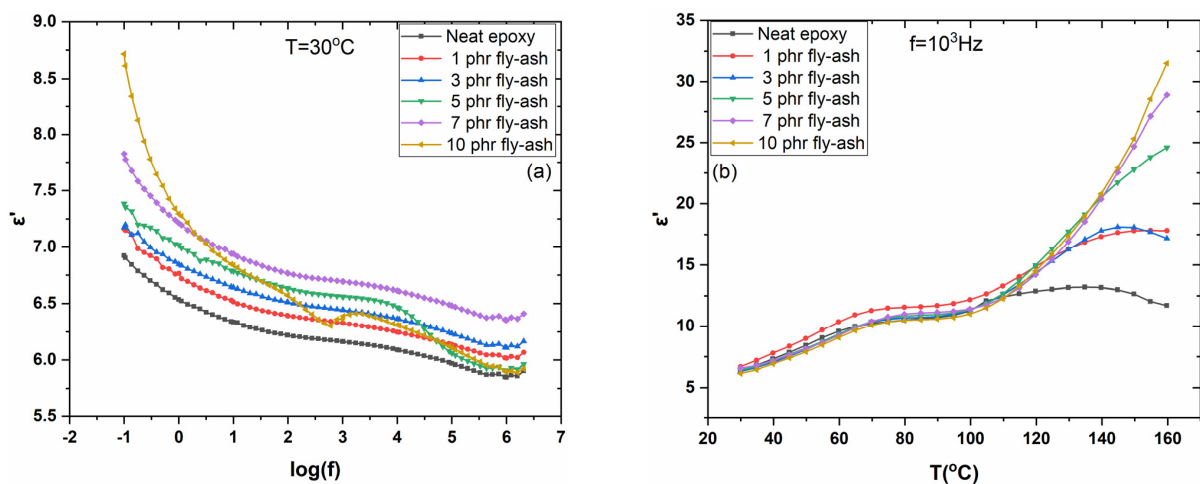 9.0
8.5
8.0
7.5
7.0
6.5
6.0
5.5
ε'
T=30°C
Neat epoxy
1 phr fly-ash
3 phr fly-ash
5 phr fly-ash
7 phr fly-ash
10 phr fly-ash
(a)
-2 -1 0 1 2 3 4 5 6 7
log(f)
35
30
25
20
15
10
5
ε'
Neat epoxy
1 phr fly-ash
3 phr fly-ash
5 phr fly-ash
7 phr fly-ash
10 phr fly-ash
f=10³Hz
(b)
20 40 60 80 100 120 140 160
T(°C)